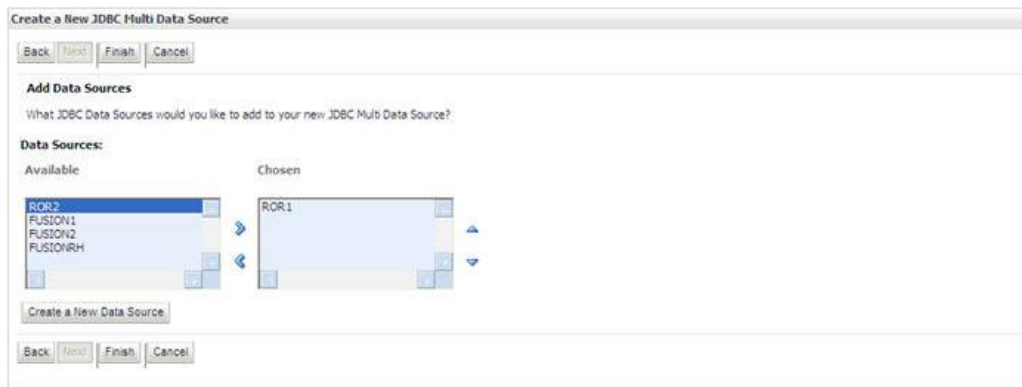 Create a New JDBC Multi Data Source
Back Next Finish Cancel
Add Data Sources
What JDBC Data Sources would you like to add to your new JDBC Multi Data Source?
Data Sources:
Available Chosen
ROR2 ROR1
FUSION1
FUSION2
FUSIONRH
Create a New Data Source
Back Next Finish Cancel